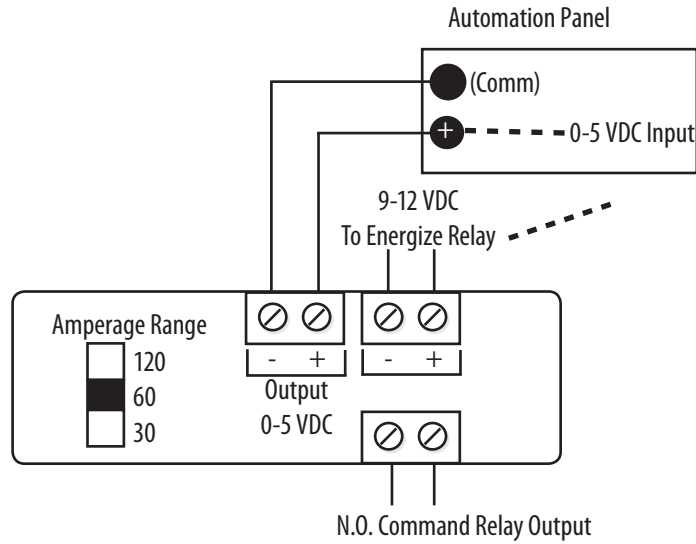 Automation Panel
(Comm)
+
0-5 VDC Input
9-12 VDC
To Energize Relay
Amperage Range
120
60
30
- +
- +
Output
0-5 VDC
N.O. Command Relay Output